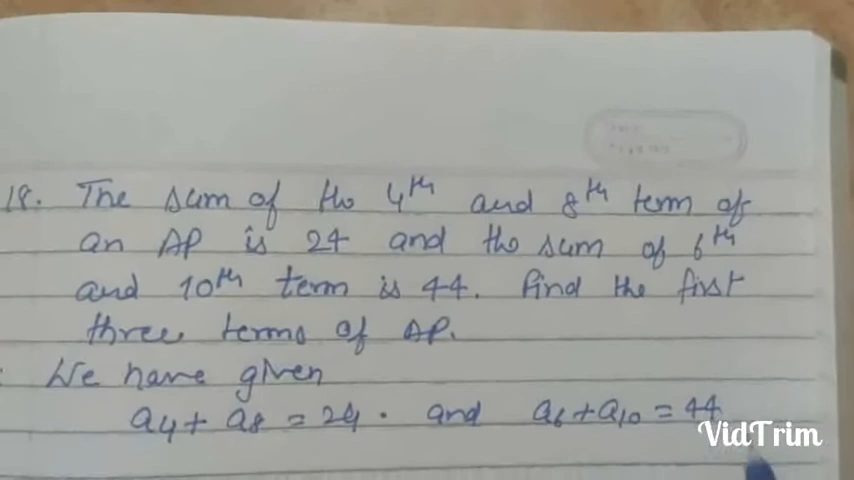 18. The sum of the 4th and 8th term of
an AP is 24 and the sum of 6th
and 10th term is 44. Find the first
three terms of AP.
: We have given
a4 + a8 = 24. and a6 + a10 = 44
VidTrim